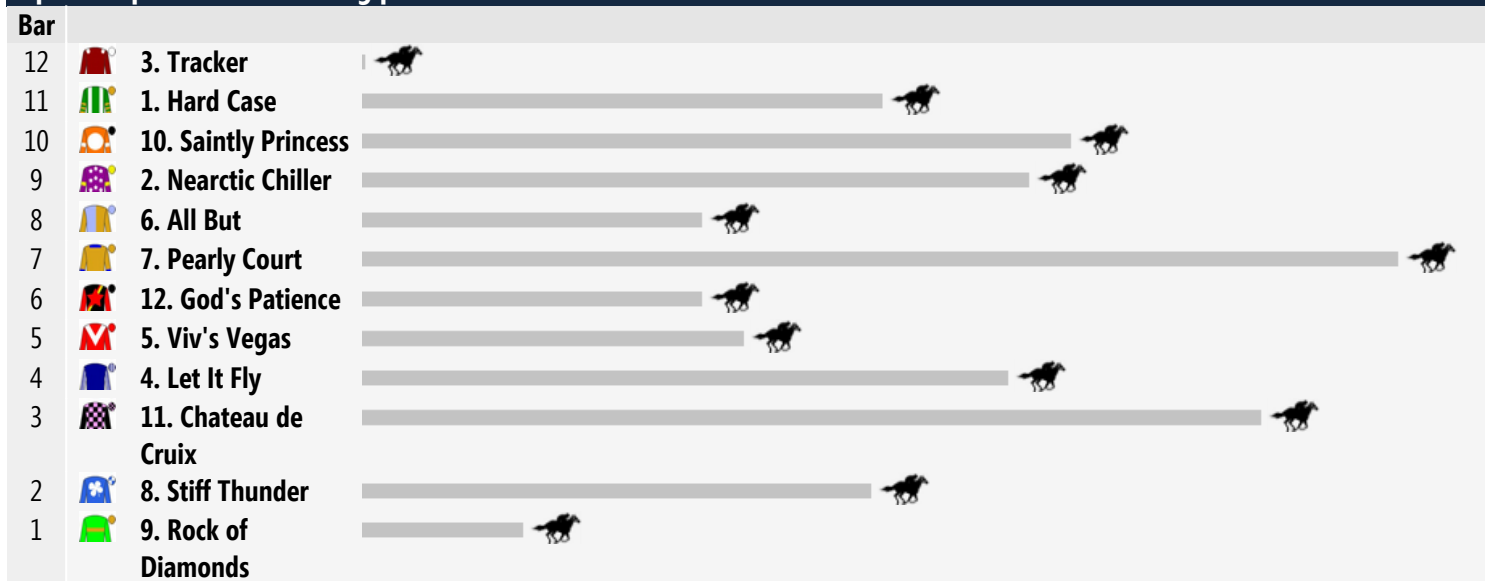 Bar
12 3. Tracker
11 1. Hard Case
10 10. Saintly Princess
9 2. Nearctic Chiller
8 6. All But
7 7. Pearly Court
6 12. God's Patience
5 5. Viv's Vegas
4 4. Let It Fly
3 11. Chateau de
Cruix
2 8. Stiff Thunder
1 9. Rock of
Diamonds